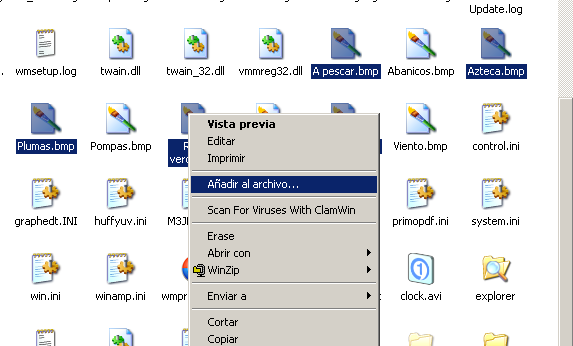 Update.log
wmsetup.log
twain.dll
twain_32.dll
vmmreg32.dll
A pescar.bmp
Abanicos.bmp
Azteca.bmp
Plumas.bmp
Pompas.bmp
Viento.bmp
control.ini
Vista previa
Editar
Imprimir
Añadir al archivo...
Scan For Viruses With ClamWin
Erase
Abrir con
WinZip
Enviar a
Cortar
Copiar
graphedt.INI
huffyuv.ini
primopdf.ini
system.ini
win.ini
winamp.ini
clock.avi
explorer